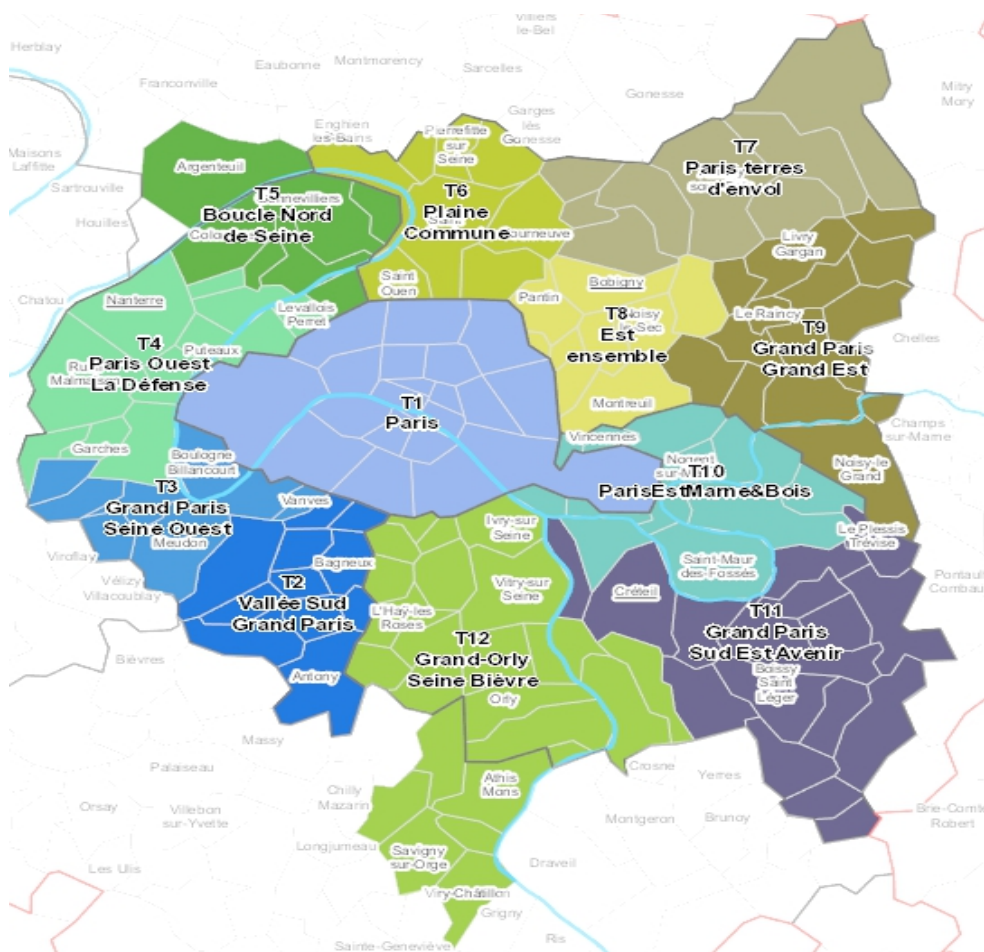 Villiers
le-Bel
Herblay
Eaubonne
Montmorency
Sarcelles
Franconville
Gonesse
Mitry
Mory
Garges
lès
Gonesse
Enghien
les-Bains
Pierrefitte
sur
Seine
Maisons
Laffitte
Argenteuil
T7
Paris terres
d'envol
Sartrouville
T5
Boucle Nord
de Seine
T6
Plaine
Commune
Houilles
Livry
Gargan
Saint
Ouen
Bobigny
Pantin
Chatou
Nanterre
Levallois
Perret
Le Raincy
T8
Est
ensemble
Noisy
le-Sec
T9
Grand Paris
Grand Est
Chelles
T4
Paris Ouest
La Défense
Puteaux
Malmaison
T1
Paris
Montreuil
Champs
sur-Marne
Garches
Boulogne
Billancourt
Vincennes
Nogent
T10
ParisEstMarne&Bois
Noisy-le
Grand
T3
Grand Paris
Seine Ouest
Vanves
Meudon
Ivry-sur
Seine
Le Plessis
Trévise
Viroflay
Vélizy
Villacoublay
Bagneux
Saint-Maur
des-Fossés
Pontault
Combault
T2
Vallée Sud
Grand Paris
Vitry-sur
Seine
Créteil
L'Haÿ-les
Roses
T11
Grand Paris
Sud Est Avenir
T12
Grand-Orly
Seine Bièvre
Bièvres
Antony
Orly
Boissy
Saint
Léger
Massy
Palaiseau
Athis
Mons
Crosne
Yerres
Chilly
Mazarin
Orsay
Villebon
sur-Yvette
Montgeron
Brunoy
Brie-Comte
Robert
Longjumeau
Savigny
sur-Orge
Draveil
Les Ulis
Viry-Châtillon
Grigny
Ris
Sainte-Geneviève